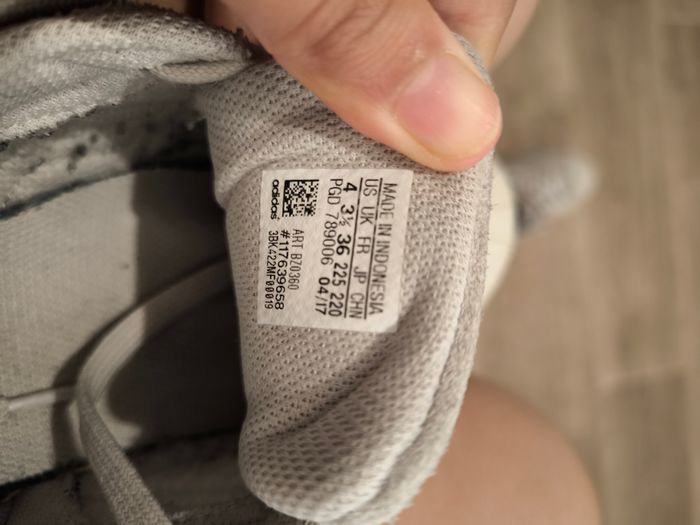 MADE IN INDONESIA
US UK FR JP CHN
4 3½ 36 225 220
PGD 789006 04/17
ART BZ0360
#117639658
3BK422MF00019
adidas